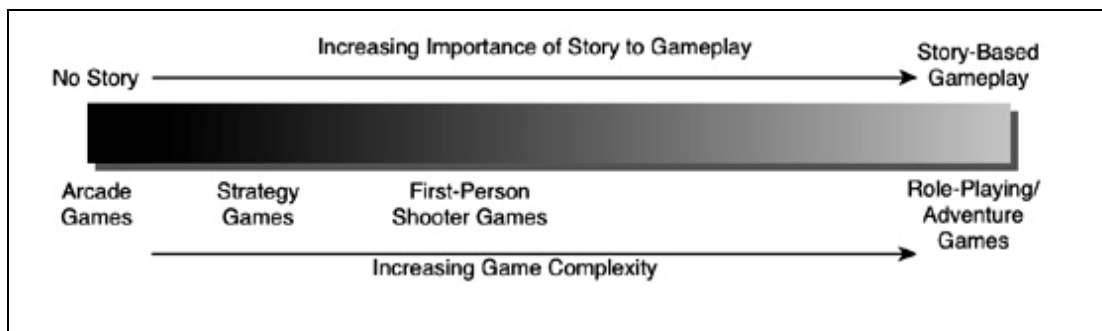 Increasing Importance of Story to Gameplay
No Story
Story-Based
Gameplay
Arcade
Games
Strategy
Games
First-Person
Shooter Games
Role-Playing/
Adventure
Games
Increasing Game Complexity